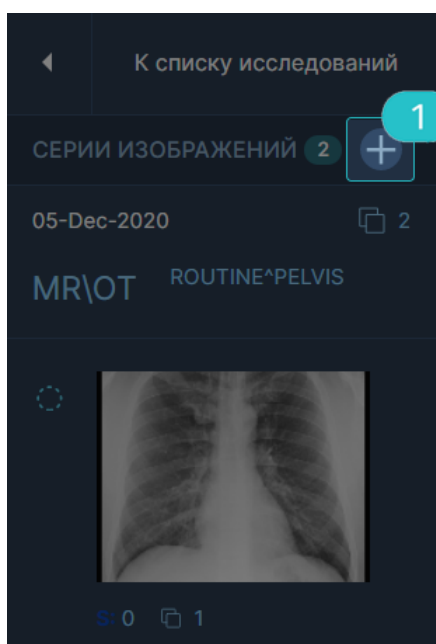 К списку исследований
1
СЕРИИ ИЗОБРАЖЕНИЙ 2
05-Dec-2020 2
MR\OT ROUTINE^PELVIS
S: 0 1